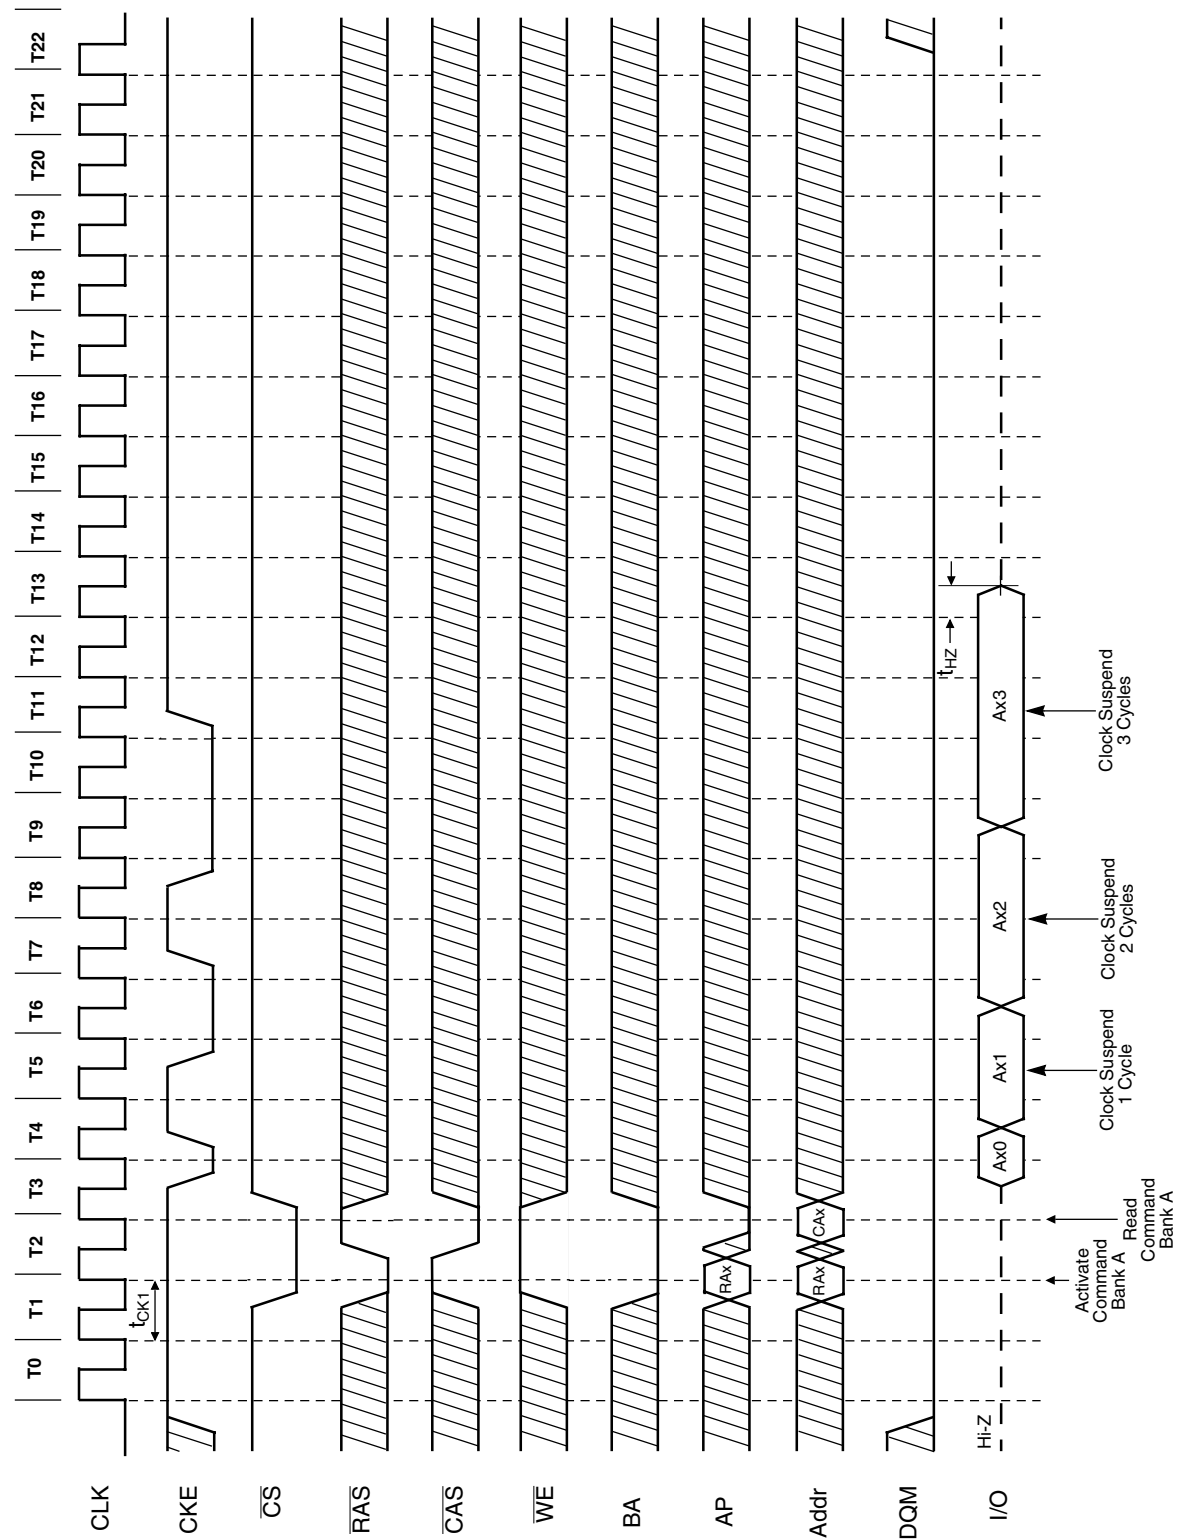 T0 T1 T2 T3 T4 T5 T6 T7 T8 T9 T10 T11 T12 T13 T14 T15 T16 T17 T18 T19 T20 T21 T22
CLK
tCK1
CKE
CS
RAS
CAS
WE
BA
AP
RAx
Addr
RAx CAx
DQM
tHZ
Hi-Z
I/O
Ax0 Ax1 Ax2 Ax3
Activate
Command
Bank A
Read
Command
Bank A
Clock Suspend
1 Cycle
Clock Suspend
2 Cycles
Clock Suspend
3 Cycles